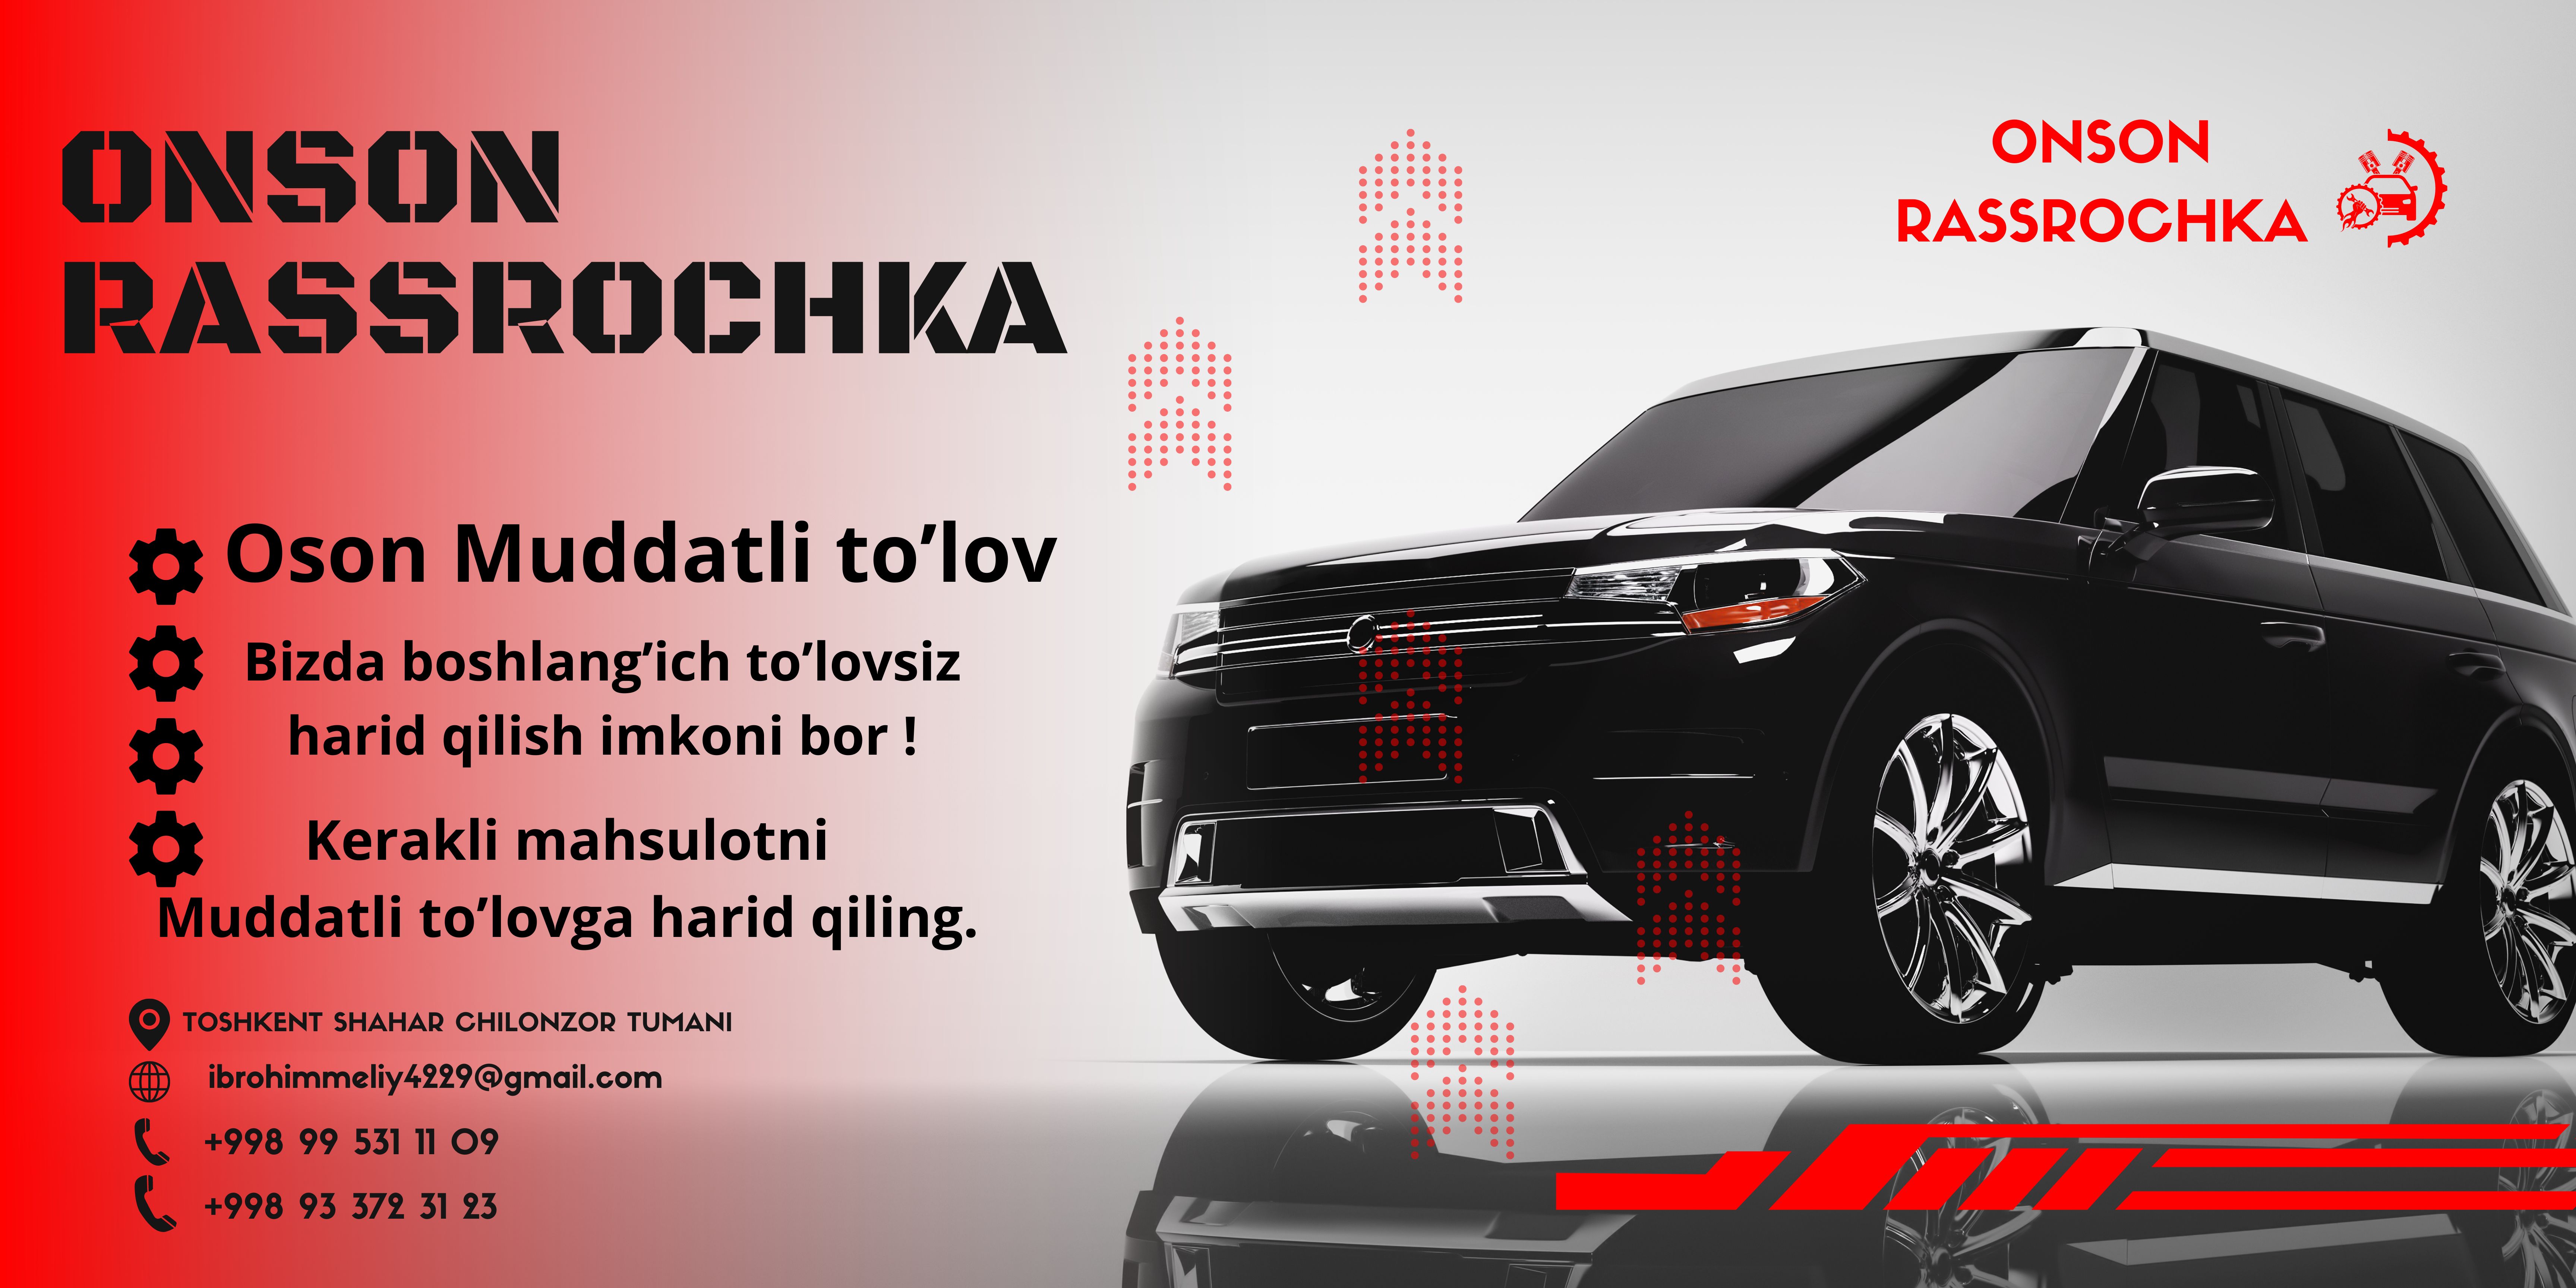 ONSON
RASSROCHKA
ONSON
RASSROCHKA
Oson Muddatli to’lov
Bizda boshlang’ich to’lovsiz
harid qilish imkoni bor !
Kerakli mahsulotni
Muddatli to’lovga harid qiling.
TOSHKENT SHAHAR CHILONZOR TUMANI
ibrohimmeliy4229@gmail.com
+998 99 531 11 09
+998 93 372 31 23